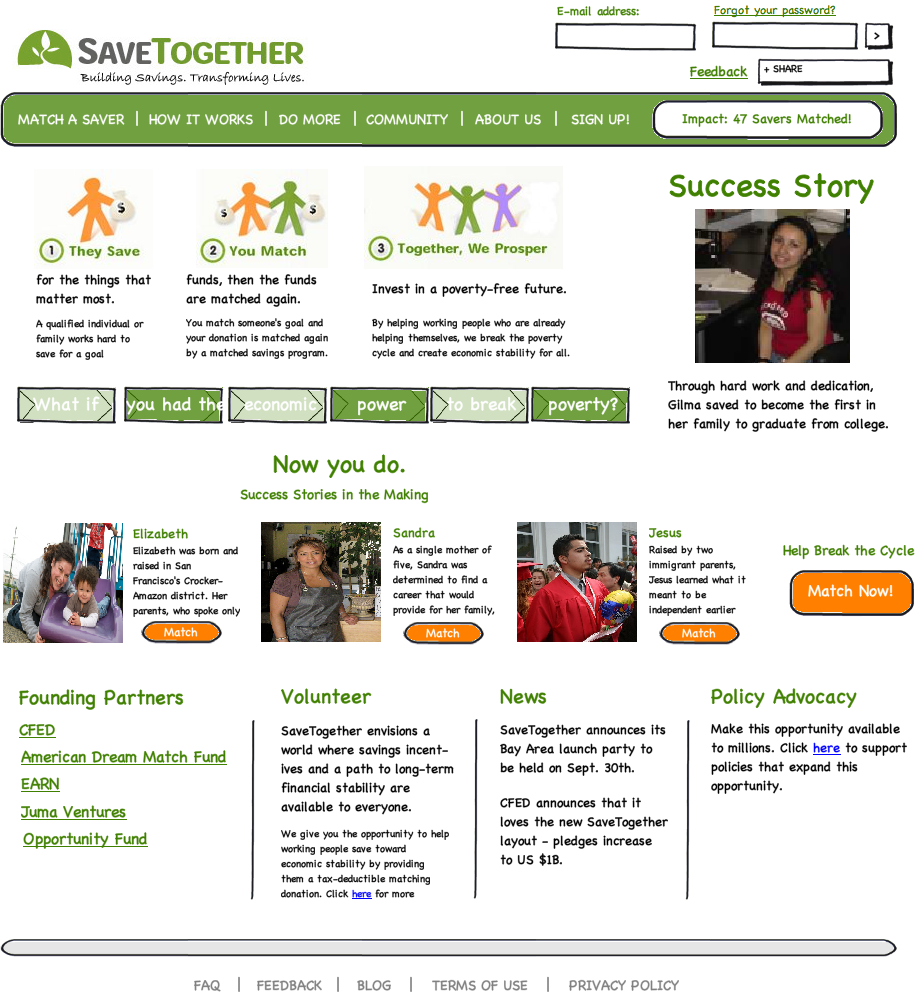 E-mail address:
Forgot your password?
>
SAVETOGETHER
Building Savings. Transforming Lives.
Feedback
+ SHARE
MATCH A SAVER | HOW IT WORKS | DO MORE | COMMUNITY | ABOUT US | SIGN UP!
Impact: 47 Savers Matched!
$
1 They Save
for the things that
matter most.
A qualified individual or
family works hard to
save for a goal
$ $
2 You Match
funds, then the funds
are matched again.
You match someone's goal and
your donation is matched again
by a matched savings program.
3 Together, We Prosper
Invest in a poverty-free future.
By helping working people who are already
helping themselves, we break the poverty
cycle and create economic stability for all.
Success Story
Through hard work and dedication,
Gilma saved to become the first in
her family to graduate from college.
What if you had the economic power to break poverty?
Now you do.
Success Stories in the Making
Elizabeth
Elizabeth was born and
raised in San
Francisco's Crocker-
Amazon district. Her
parents, who spoke only
Match
Sandra
As a single mother of
five, Sandra was
determined to find a
career that would
provide for her family,
Match
Jesus
Raised by two
immigrant parents,
Jesus learned what it
meant to be
independent earlier
Match
Help Break the Cycle
Match Now!
Founding Partners
CFED
American Dream Match Fund
EARN
Juma Ventures
Opportunity Fund
Volunteer
SaveTogether envisions a
world where savings incent-
ives and a path to long-term
financial stability are
available to everyone.
We give you the opportunity to help
working people save toward
economic stability by providing
them a tax-deductible matching
donation. Click here for more
News
SaveTogether announces its
Bay Area launch party to
be held on Sept. 30th.
CFED announces that it
loves the new SaveTogether
layout - pledges increase
to US $1B.
Policy Advocacy
Make this opportunity available
to millions. Click here to support
policies that expand this
opportunity.
FAQ | FEEDBACK | BLOG | TERMS OF USE | PRIVACY POLICY